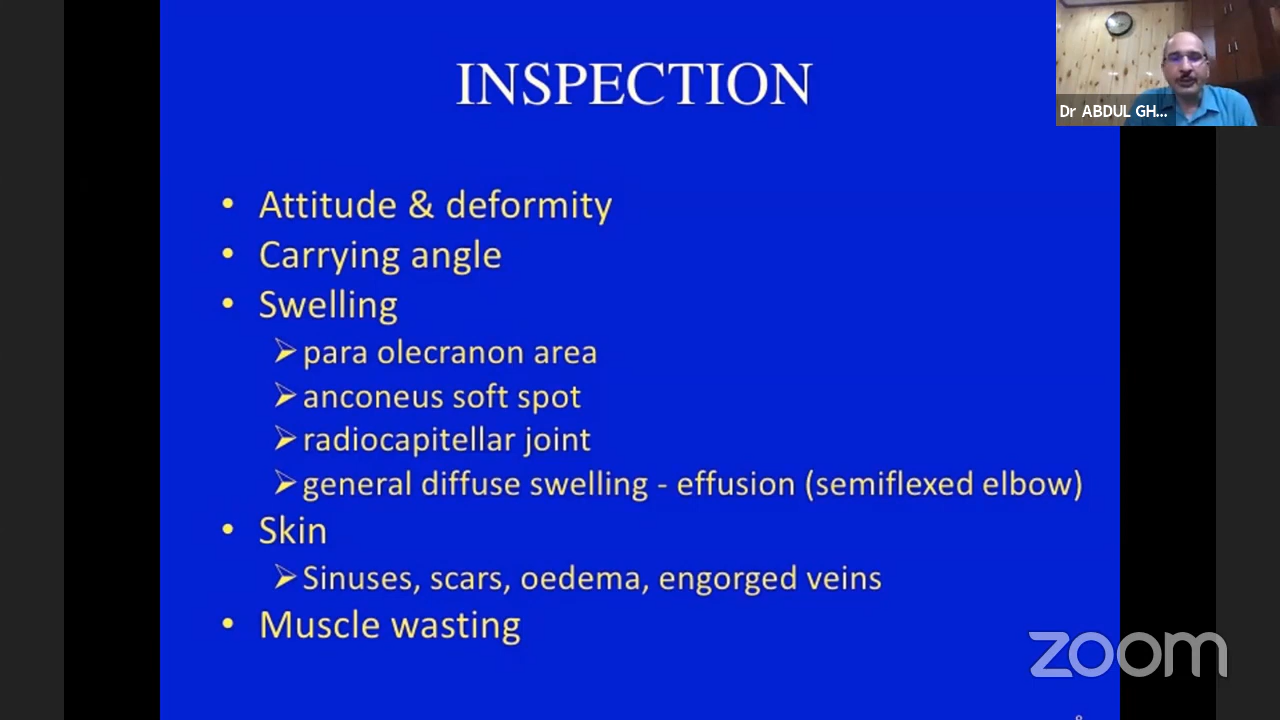 INSPECTION
Dr ABDUL GH...
• Attitude & deformity
• Carrying angle
• Swelling
➢ para olecranon area
➢ anconeus soft spot
➢ radiocapitellar joint
➢ general diffuse swelling - effusion (semiflexed elbow)
• Skin
➢ Sinuses, scars, oedema, engorged veins
• Muscle wasting
zoom